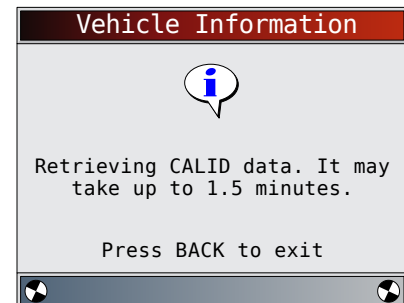 Vehicle Information
i
Retrieving CALID data. It may
take up to 1.5 minutes.
Press BACK to exit